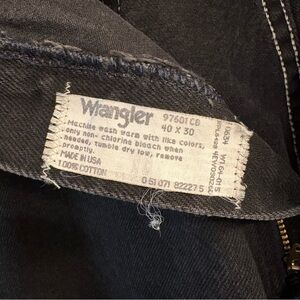 Wrangler 97601CB
40 X 30
Machine wash warm with like colors,
only non- chlorine bleach when
needed, tumble dry low, remove
promptly.
MADE IN USA
100% COTTON
0 51071 82227 5